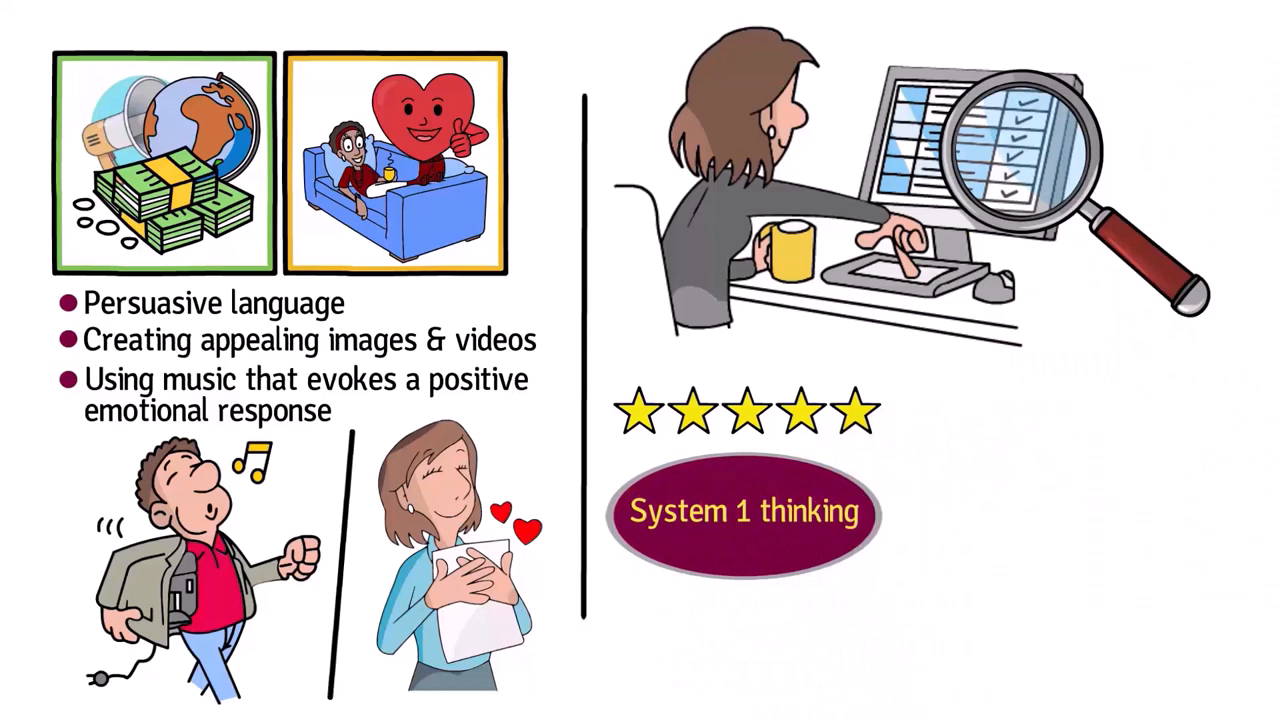 Persuasive language
Creating appealing images & videos
Using music that evokes a positive
emotional response
System 1 thinking